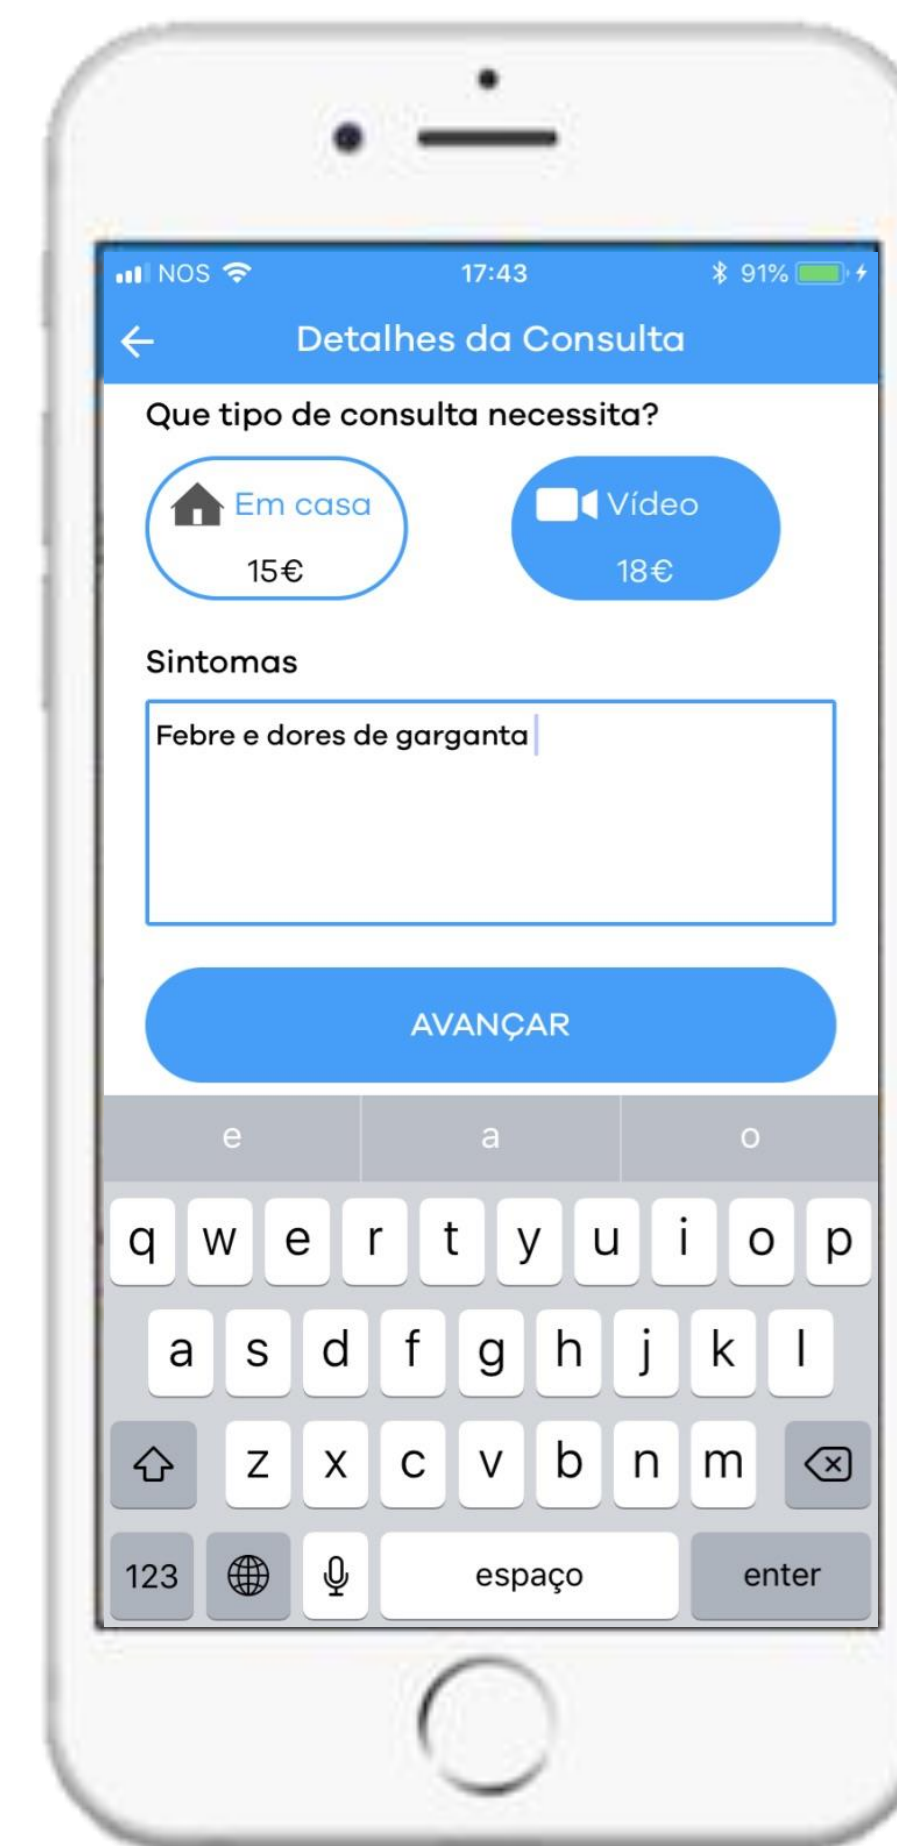 NOS 17:43 91%
Detalhes da Consulta
Que tipo de consulta necessita?
Em casa Vídeo
15€ 18€
Sintomas
Febre e dores de garganta
AVANÇAR
e a o
q w e r t y u i o p
a s d f g h j k l
z x c v b n m
123 espaço enter